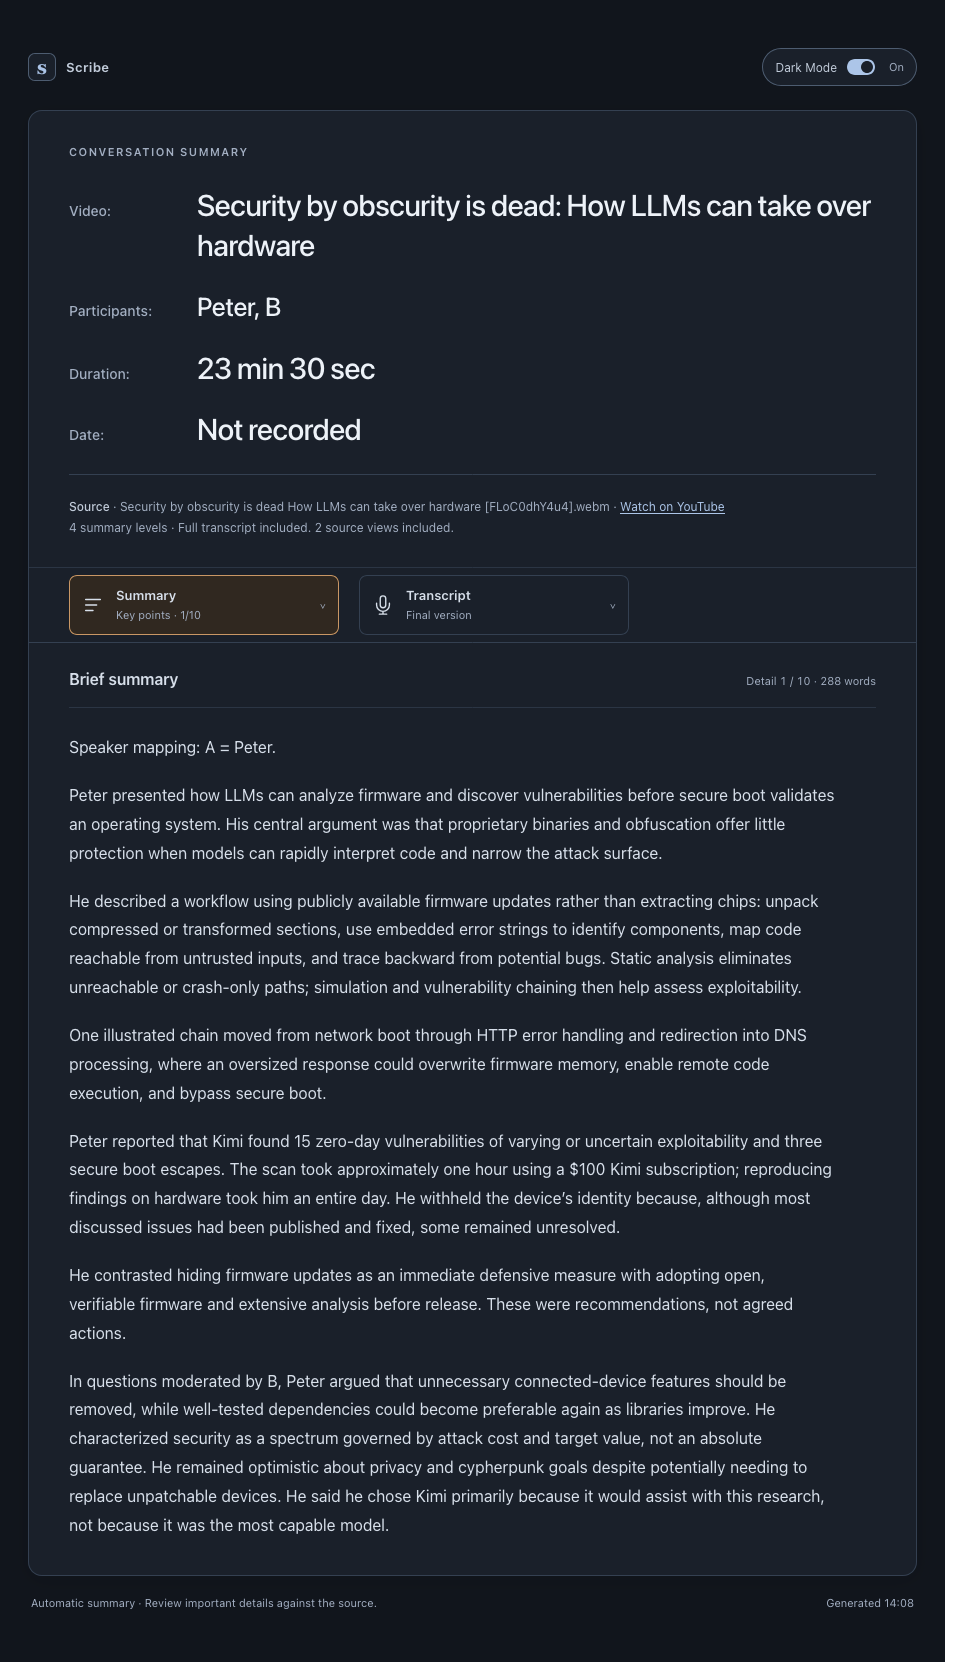 s Scribe
Dark Mode On
CONVERSATION SUMMARY
Video: Security by obscurity is dead: How LLMs can take over
hardware
Participants: Peter, B
Duration: 23 min 30 sec
Date: Not recorded
Source · Security by obscurity is dead How LLMs can take over hardware [FLoC0dhY4u4].webm · Watch on YouTube
4 summary levels · Full transcript included. 2 source views included.
Summary
Key points · 1/10
Transcript
Final version
Brief summary
Detail 1 / 10 · 288 words
Speaker mapping: A = Peter.
Peter presented how LLMs can analyze firmware and discover vulnerabilities before secure boot validates
an operating system. His central argument was that proprietary binaries and obfuscation offer little
protection when models can rapidly interpret code and narrow the attack surface.
He described a workflow using publicly available firmware updates rather than extracting chips: unpack
compressed or transformed sections, use embedded error strings to identify components, map code
reachable from untrusted inputs, and trace backward from potential bugs. Static analysis eliminates
unreachable or crash-only paths; simulation and vulnerability chaining then help assess exploitability.
One illustrated chain moved from network boot through HTTP error handling and redirection into DNS
processing, where an oversized response could overwrite firmware memory, enable remote code
execution, and bypass secure boot.
Peter reported that Kimi found 15 zero-day vulnerabilities of varying or uncertain exploitability and three
secure boot escapes. The scan took approximately one hour using a $100 Kimi subscription; reproducing
findings on hardware took him an entire day. He withheld the device’s identity because, although most
discussed issues had been published and fixed, some remained unresolved.
He contrasted hiding firmware updates as an immediate defensive measure with adopting open,
verifiable firmware and extensive analysis before release. These were recommendations, not agreed
actions.
In questions moderated by B, Peter argued that unnecessary connected-device features should be
removed, while well-tested dependencies could become preferable again as libraries improve. He
characterized security as a spectrum governed by attack cost and target value, not an absolute
guarantee. He remained optimistic about privacy and cypherpunk goals despite potentially needing to
replace unpatchable devices. He said he chose Kimi primarily because it would assist with this research,
not because it was the most capable model.
Automatic summary · Review important details against the source.
Generated 14:08